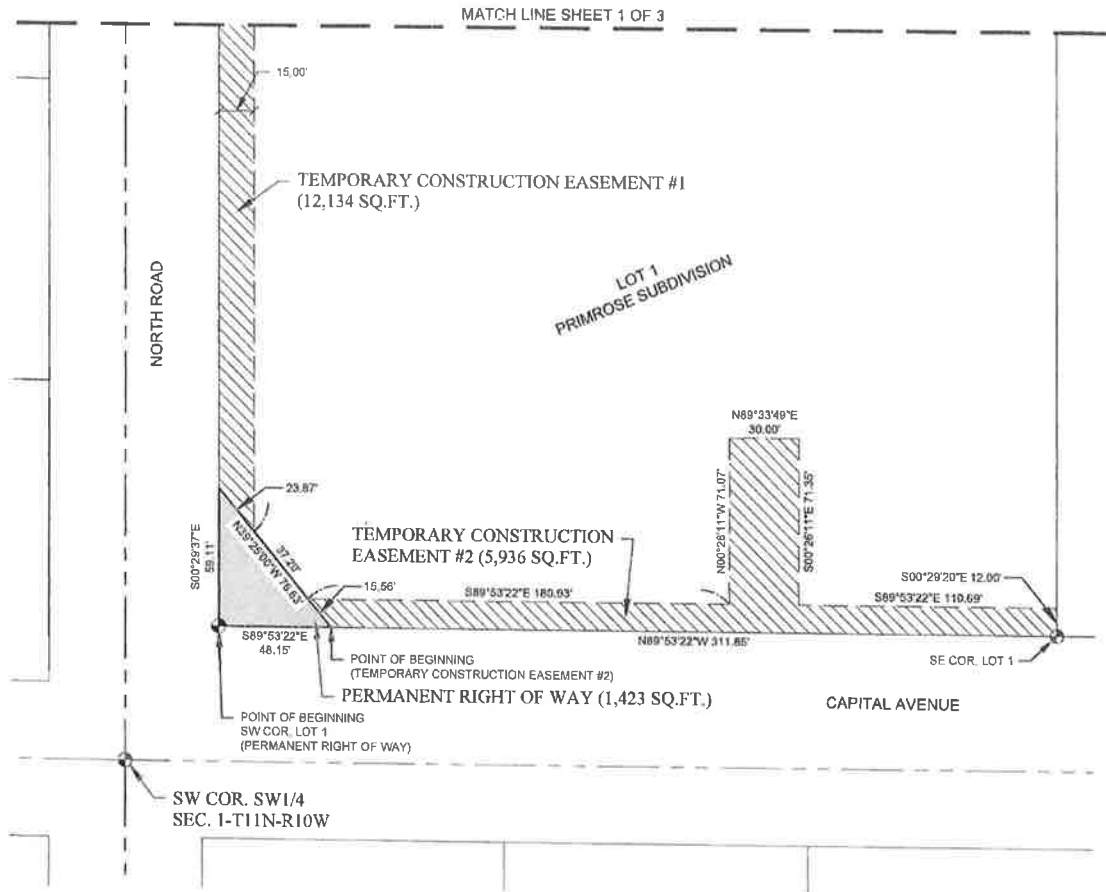 MATCH LINE SHEET 1 OF 3
15.00'
TEMPORARY CONSTRUCTION EASEMENT #1
(12,134 SQ.FT.)
NORTH ROAD
LOT 1
PRIMROSE SUBDIVISION
N89°33'49"E
30.00'
N00°26'11"W 71.07'
S00°26'11"E 71.35'
23.87'
S00°29'37"E
59.11'
37.20'
N39°25'00"W 76.63'
TEMPORARY CONSTRUCTION
EASEMENT #2 (5,936 SQ.FT.)
15.56'
S00°29'20"E 12.00'
S89°53'22"E 180.93'
S89°53'22"E 110.69'
S89°53'22"E
48.15'
N89°53'22"W 311.85'
SE COR. LOT 1
POINT OF BEGINNING
(TEMPORARY CONSTRUCTION EASEMENT #2)
PERMANENT RIGHT OF WAY (1,423 SQ.FT.)
CAPITAL AVENUE
POINT OF BEGINNING
SW COR. LOT 1
(PERMANENT RIGHT OF WAY)
SW COR. SW1/4
SEC. 1-T11N-R10W